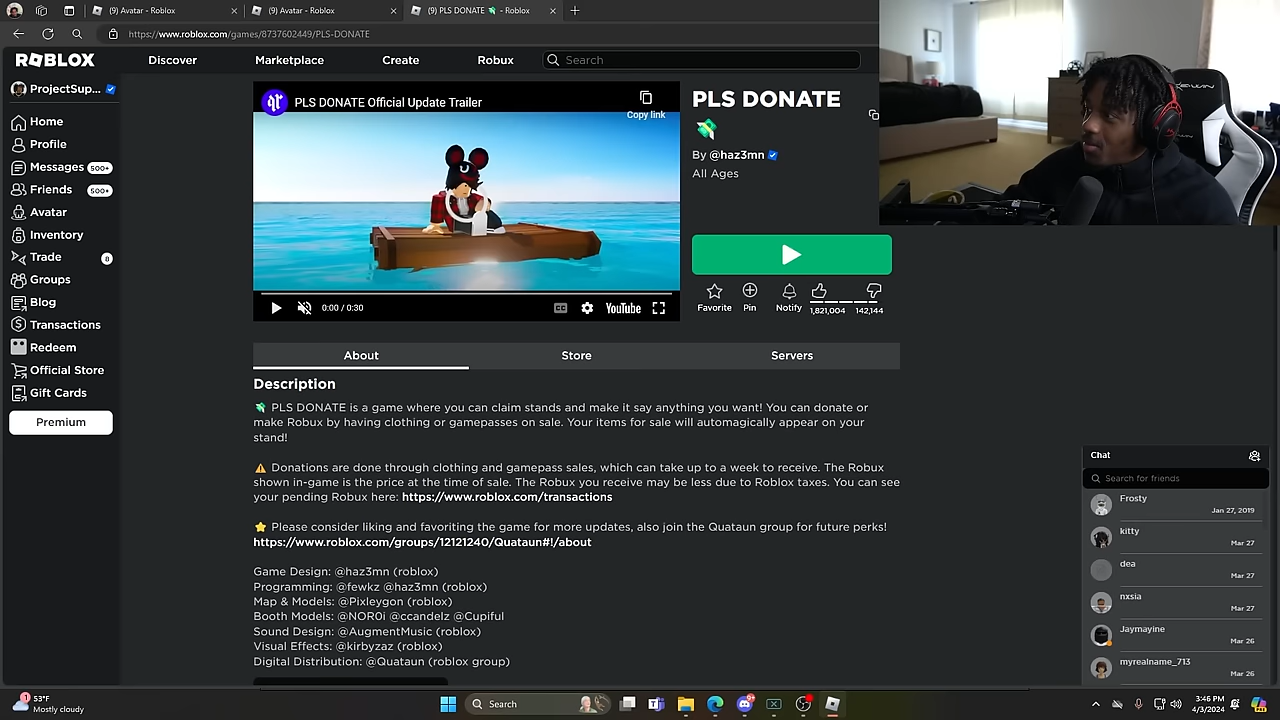 (9) Avatar - Roblox
(9) Avatar - Roblox
(9) PLS DONATE 💸 - Roblox
https://www.roblox.com/games/8737602449/PLS-DONATE
ROBLOX
Discover
Marketplace
Create
Robux
Search
ProjectSup...
Home
Profile
Messages 500+
Friends 500+
Avatar
Inventory
Trade 8
Groups
Blog
Transactions
Redeem
Official Store
Gift Cards
Premium
PLS DONATE Official Update Trailer
Copy link
0:00 / 0:30
CC
YouTube
PLS DONATE
💸
By @haz3mn
All Ages
Favorite
Pin
Notify
1,821,004
142,144
About
Store
Servers
Description
💸 PLS DONATE is a game where you can claim stands and make it say anything you want! You can donate or
make Robux by having clothing or gamepasses on sale. Your items for sale will automagically appear on your
stand!
⚠️ Donations are done through clothing and gamepass sales, which can take up to a week to receive. The Robux
shown in-game is the price at the time of sale. The Robux you receive may be less due to Roblox taxes. You can see
your pending Robux here: https://www.roblox.com/transactions
⭐ Please consider liking and favoriting the game for more updates, also join the Quataun group for future perks!
https://www.roblox.com/groups/12121240/Quataun#!/about
Game Design: @haz3mn (roblox)
Programming: @fewkz @haz3mn (roblox)
Map & Models: @Pixleygon (roblox)
Booth Models: @NOR0i @ccandelz @Cupiful
Sound Design: @AugmentMusic (roblox)
Visual Effects: @kirbyzaz (roblox)
Digital Distribution: @Quataun (roblox group)
Chat
Search for friends
Frosty
Jan 27, 2019
kitty
Mar 27
dea
Mar 27
nxsia
Mar 27
Jaymayine
Mar 26
myrealname_713
Mar 26
1
53°F
Mostly cloudy
Search
3:46 PM
4/3/2024